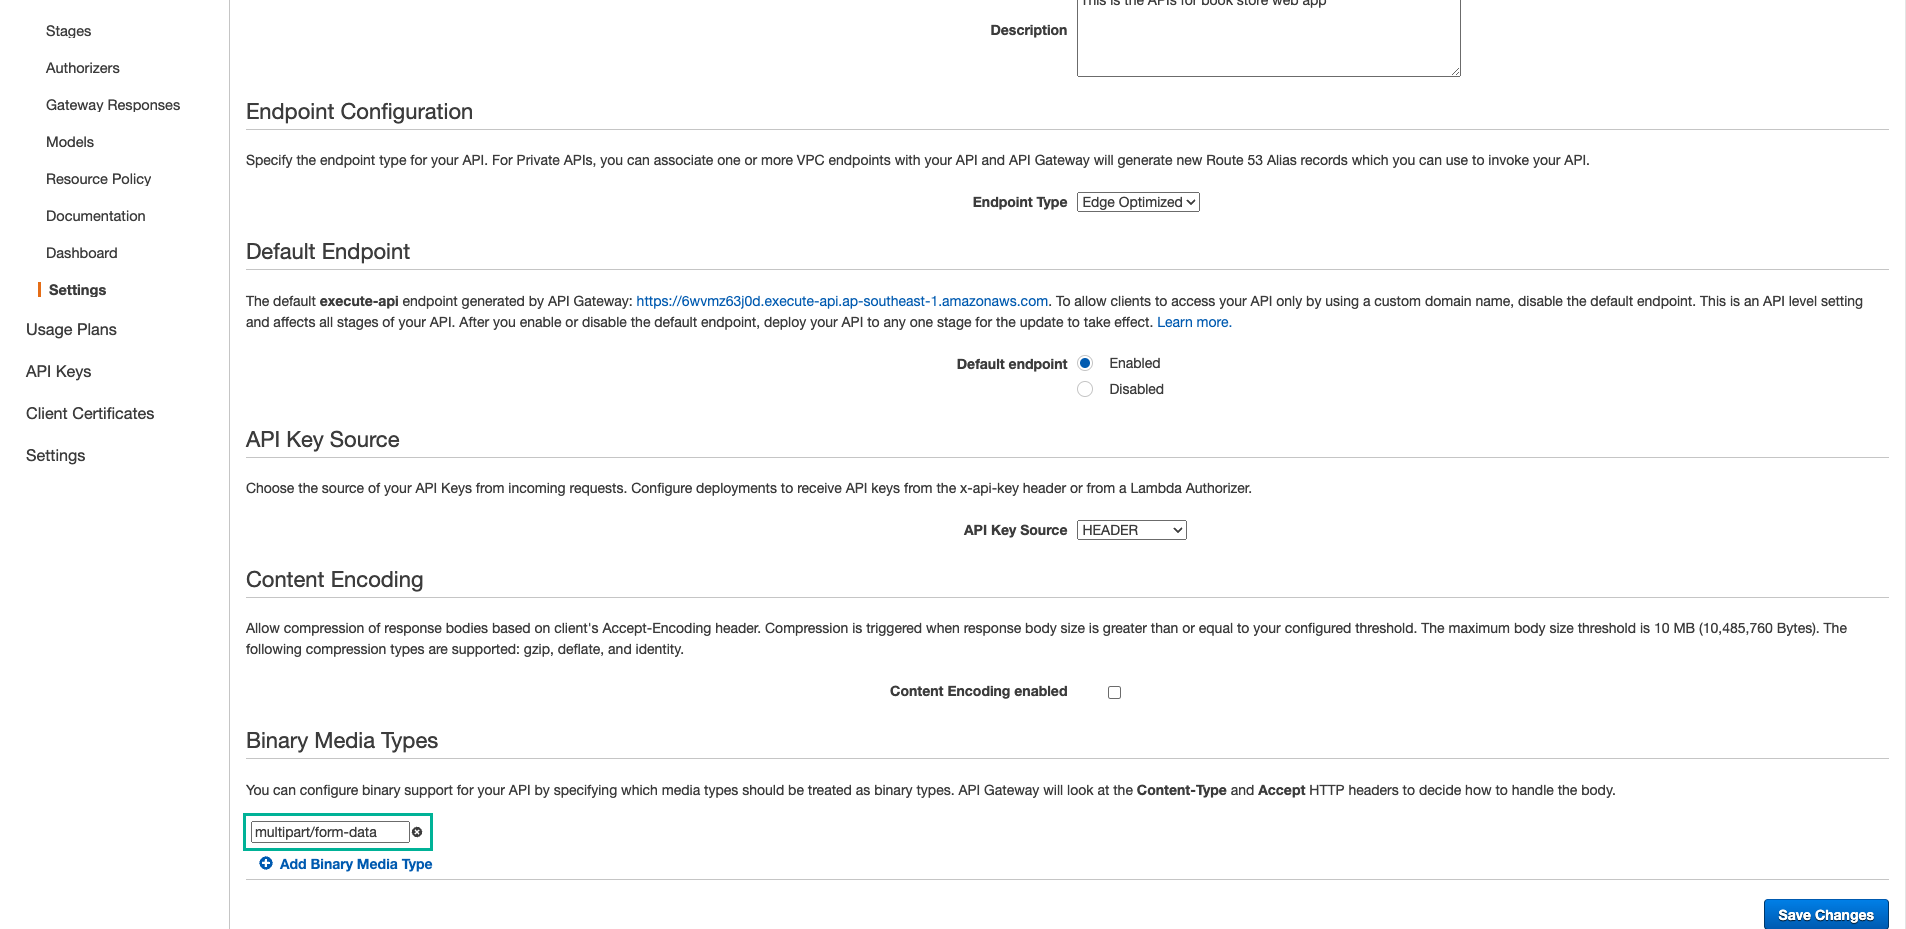 Stages
Authorizers
Gateway Responses
Models
Resource Policy
Documentation
Dashboard
Settings
Usage Plans
API Keys
Client Certificates
Settings
This is the APIs for book store web app
Description
Endpoint Configuration
Specify the endpoint type for your API. For Private APIs, you can associate one or more VPC endpoints with your API and API Gateway will generate new Route 53 Alias records which you can use to invoke your API.
Endpoint Type Edge Optimized
Default Endpoint
The default execute-api endpoint generated by API Gateway: https://6wvmz63j0d.execute-api.ap-southeast-1.amazonaws.com. To allow clients to access your API only by using a custom domain name, disable the default endpoint. This is an API level setting
and affects all stages of your API. After you enable or disable the default endpoint, deploy your API to any one stage for the update to take effect. Learn more.
Default endpoint Enabled
Disabled
API Key Source
Choose the source of your API Keys from incoming requests. Configure deployments to receive API keys from the x-api-key header or from a Lambda Authorizer.
API Key Source HEADER
Content Encoding
Allow compression of response bodies based on client's Accept-Encoding header. Compression is triggered when response body size is greater than or equal to your configured threshold. The maximum body size threshold is 10 MB (10,485,760 Bytes). The
following compression types are supported: gzip, deflate, and identity.
Content Encoding enabled
Binary Media Types
You can configure binary support for your API by specifying which media types should be treated as binary types. API Gateway will look at the Content-Type and Accept HTTP headers to decide how to handle the body.
multipart/form-data
Add Binary Media Type
Save Changes